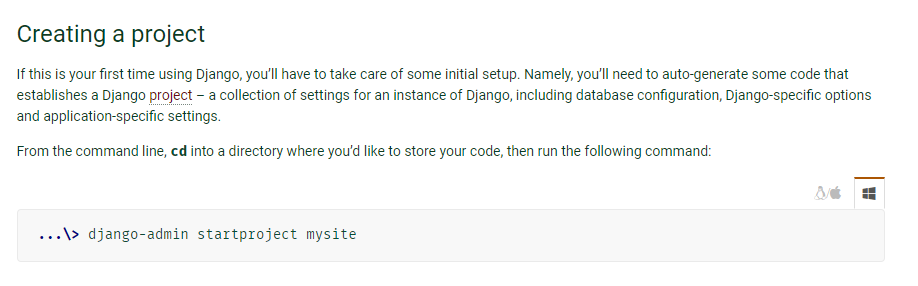 Creating a project
If this is your first time using Django, you’ll have to take care of some initial setup. Namely, you’ll need to auto-generate some code that
establishes a Django project – a collection of settings for an instance of Django, including database configuration, Django-specific options
and application-specific settings.
From the command line, cd into a directory where you’d like to store your code, then run the following command:
/
...\> django-admin startproject mysite